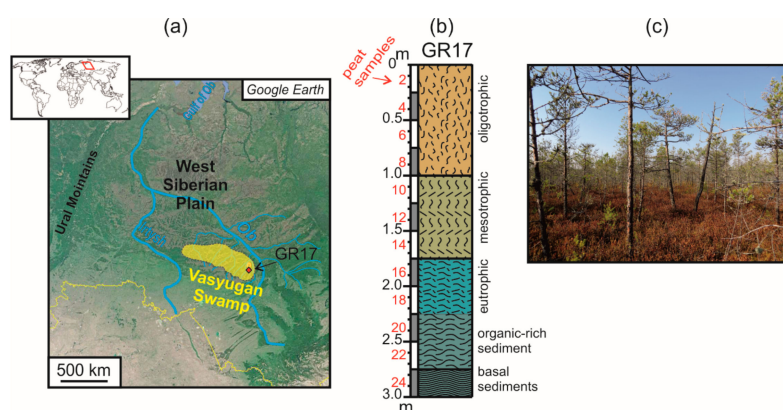 (a)
Google Earth
Gulf of Ob
Ural Mointains
West
Siberian
Plain
Ob
GR17
Vasyugan
Swamp
500 km
(b)
GR17
peat
samples
0
m
2
4
0.5
6
8
1.0
10
12
1.5
14
16
2.0
18
20
2.5
22
24
3.0
m
oligotrophic
mesotrophic
eutrophic
organic-rich
sediment
basal
sediments
(c)